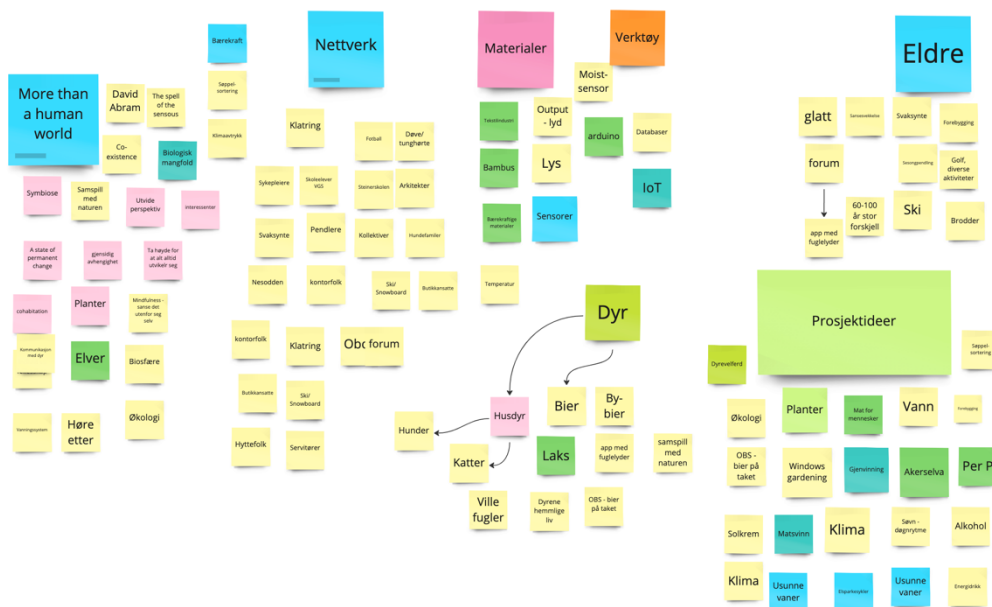 More than
a human
world
David
Abram
The spell
of the
sensous
Co-
existence
Biologisk
mangfold
Symbiose
Samspill
med
naturen
Utvide
perspektiv
Interessenter
A state of
permanent
change
gjensidig
avhengighet
Ta høyde for
at alt alltid
utvikelr seg
cohabitation
Planter
Mindfulness -
sanse det
utenfor seg
selv
Kommunikasjon
med dyr
Elver
Biosfære
Vanningssystem
Høre
etter
Økologi
Bærekraft
Søppel-
sortering
Klimaavtrykk
Nettverk
Klatring
Fotball
Døve/
tunghørte
Sykepleiere
Skoleelever
VGS
Steinerskolen
Arkitekter
Svaksynte
Pendlere
Kollektiver
Hundefamilier
Nesodden
kontorfolk
Ski/
Snowboard
Butikkansatte
Temperatur
kontorfolk
Klatring
forum
Butikkansatte
Ski/
Snowboard
Hyttefolk
Servitører
Materialer
Verktøy
Moist-
sensor
Tekstilindustri
Output
- lyd
arduino
Databaser
Bambus
Lys
IoT
Bærekraftige
materialer
Sensorer
Dyr
Husdyr
Bier
By-
bier
Hunder
Katter
Laks
app med
fuglelyder
samspill
med
naturen
Ville
fugler
Dyrene
hemmlige
liv
OBS - bier
på taket
Eldre
glatt
Svaksynte
Forebygging
forum
Sesongavhengig
Golf,
diverse
aktiviteter
app med
fuglelyder
60-100
år stor
forskjell
Ski
Brodder
Prosjektideer
Søppel-
sortering
Dyrevelferd
Økologi
Planter
Mat for
mennesker
Vann
Forebygging
OBS -
bier på
taket
Windows
gardening
Gjenvinning
Akerselva
Per P
Solkrem
Matsvinn
Klima
Søvn -
døgnrytme
Alkohol
Klima
Usunne
vaner
Elsparkesykler
Usunne
vaner
Energidrikk